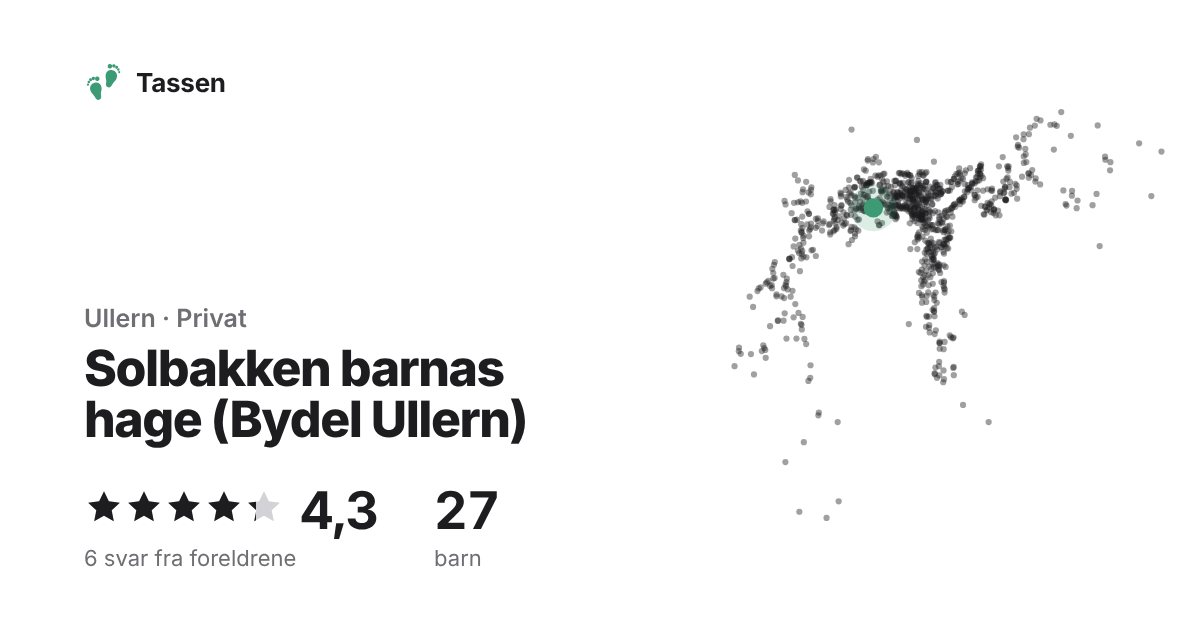 Tassen
Ullern · Privat
Solbakken barnas
hage (Bydel Ullern)
4,3
27
6 svar fra foreldrene
barn